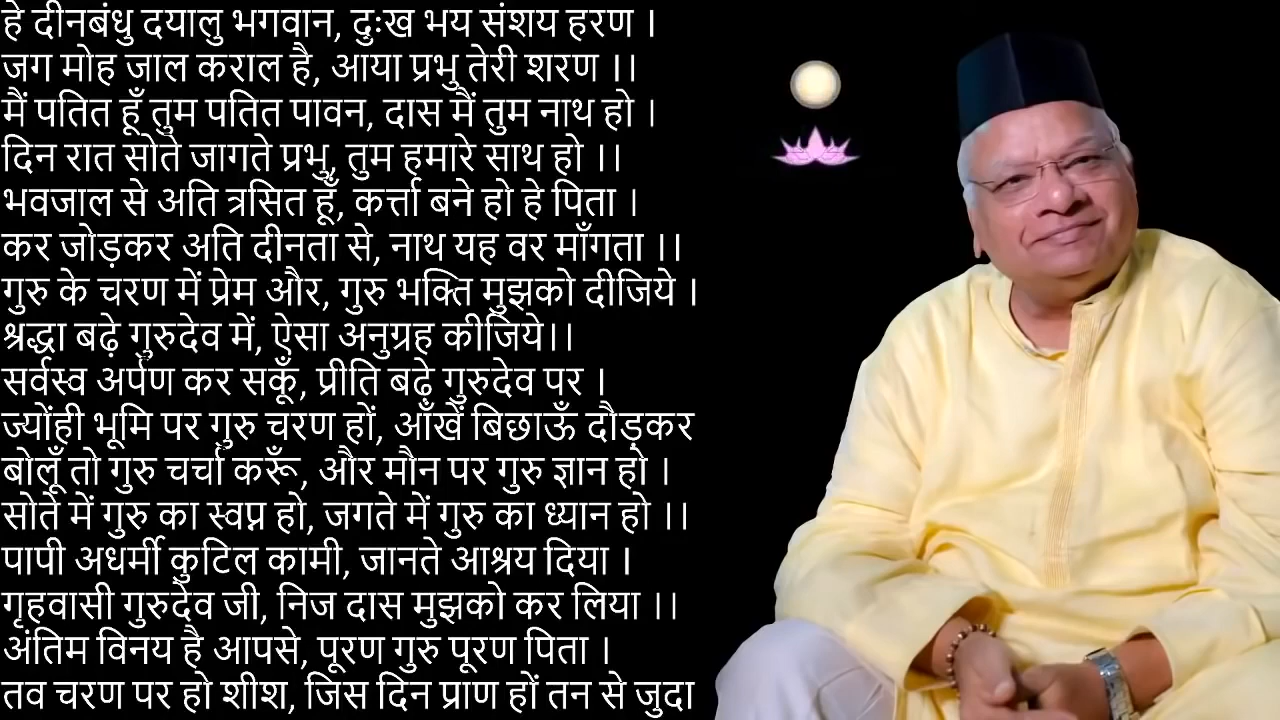 हे दीनबंधु दयालु भगवान, दुःख भय संशय हरण ।
जग मोह जाल कराल है, आया प्रभु तेरी शरण ।।
मैं पतित हूँ तुम पतित पावन, दास मैं तुम नाथ हो ।
दिन रात सोते जागते प्रभु, तुम हमारे साथ हो ।।
भवजाल से अति त्रसित हूँ, कर्त्ता बने हो हे पिता ।
कर जोड़कर अति दीनता से, नाथ यह वर माँगता ।।
गुरु के चरण में प्रेम और, गुरु भक्ति मुझको दीजिये ।
श्रद्धा बढ़े गुरुदेव में, ऐसा अनुग्रह कीजिये।।
सर्वस्व अर्पण कर सकूँ, प्रीति बढ़े गुरुदेव पर ।
ज्योंही भूमि पर गुरु चरण हों, आँखें बिछाऊँ दौड़कर
बोलूँ तो गुरु चर्चा करूँ, और मौन पर गुरु ज्ञान हो ।
सोते में गुरु का स्वप्न हो, जगते में गुरु का ध्यान हो ।।
पापी अधर्मी कुटिल कामी, जानते आश्रय दिया ।
गृहवासी गुरुदेव जी, निज दास मुझको कर लिया ।।
अंतिम विनय है आपसे, पूरण गुरु पूरण पिता ।
तव चरण पर हो शीश, जिस दिन प्राण हों तन से जुदा